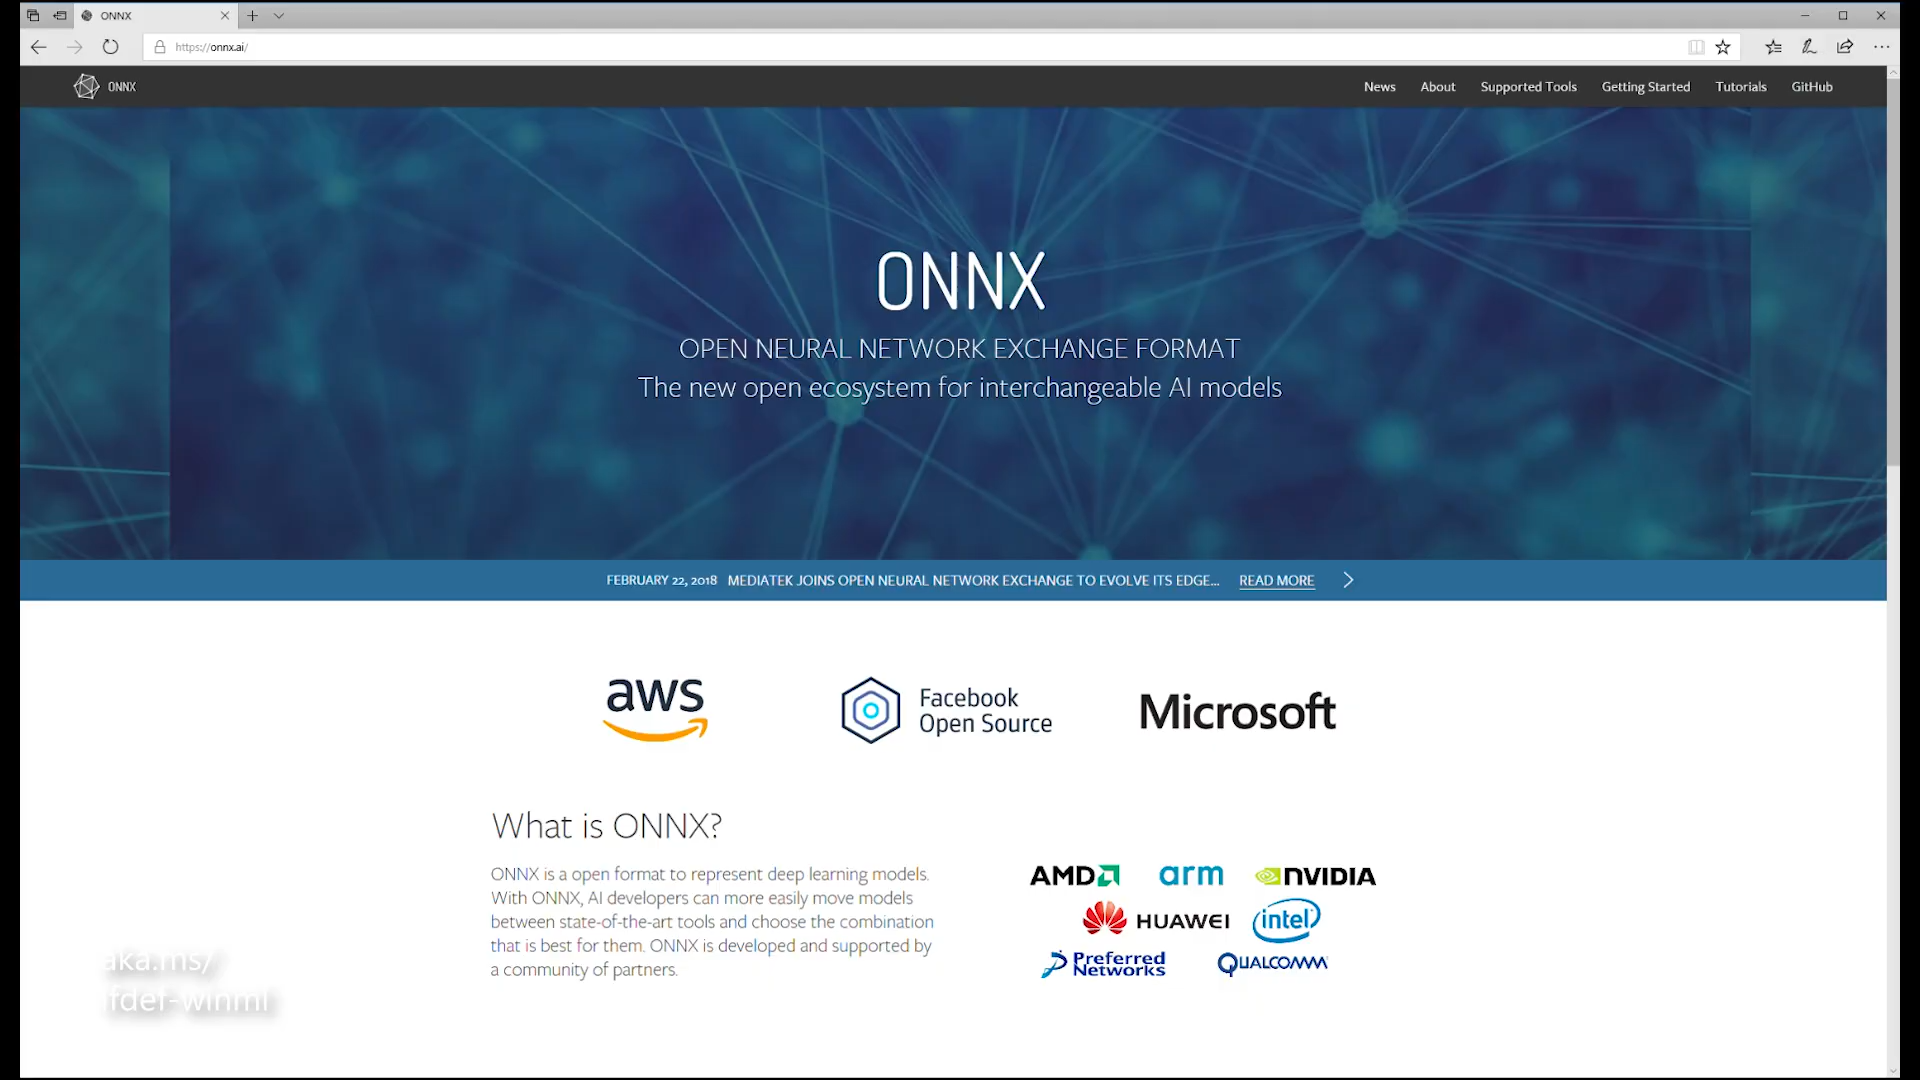 ONNX
https://onnx.ai/
ONNX
News About Supported Tools Getting Started Tutorials GitHub
ONNX
OPEN NEURAL NETWORK EXCHANGE FORMAT
The new open ecosystem for interchangeable AI models
FEBRUARY 22, 2018 MEDIATEK JOINS OPEN NEURAL NETWORK EXCHANGE TO EVOLVE ITS EDGE... READ MORE
aws
Facebook
Open Source
Microsoft
What is ONNX?
ONNX is a open format to represent deep learning models.
With ONNX, AI developers can more easily move models
between state-of-the-art tools and choose the combination
that is best for them. ONNX is developed and supported by
a community of partners.
AMD arm NVIDIA
HUAWEI intel
Preferred
Networks
QUALCOMM
aka.ms/
ifdef-winml